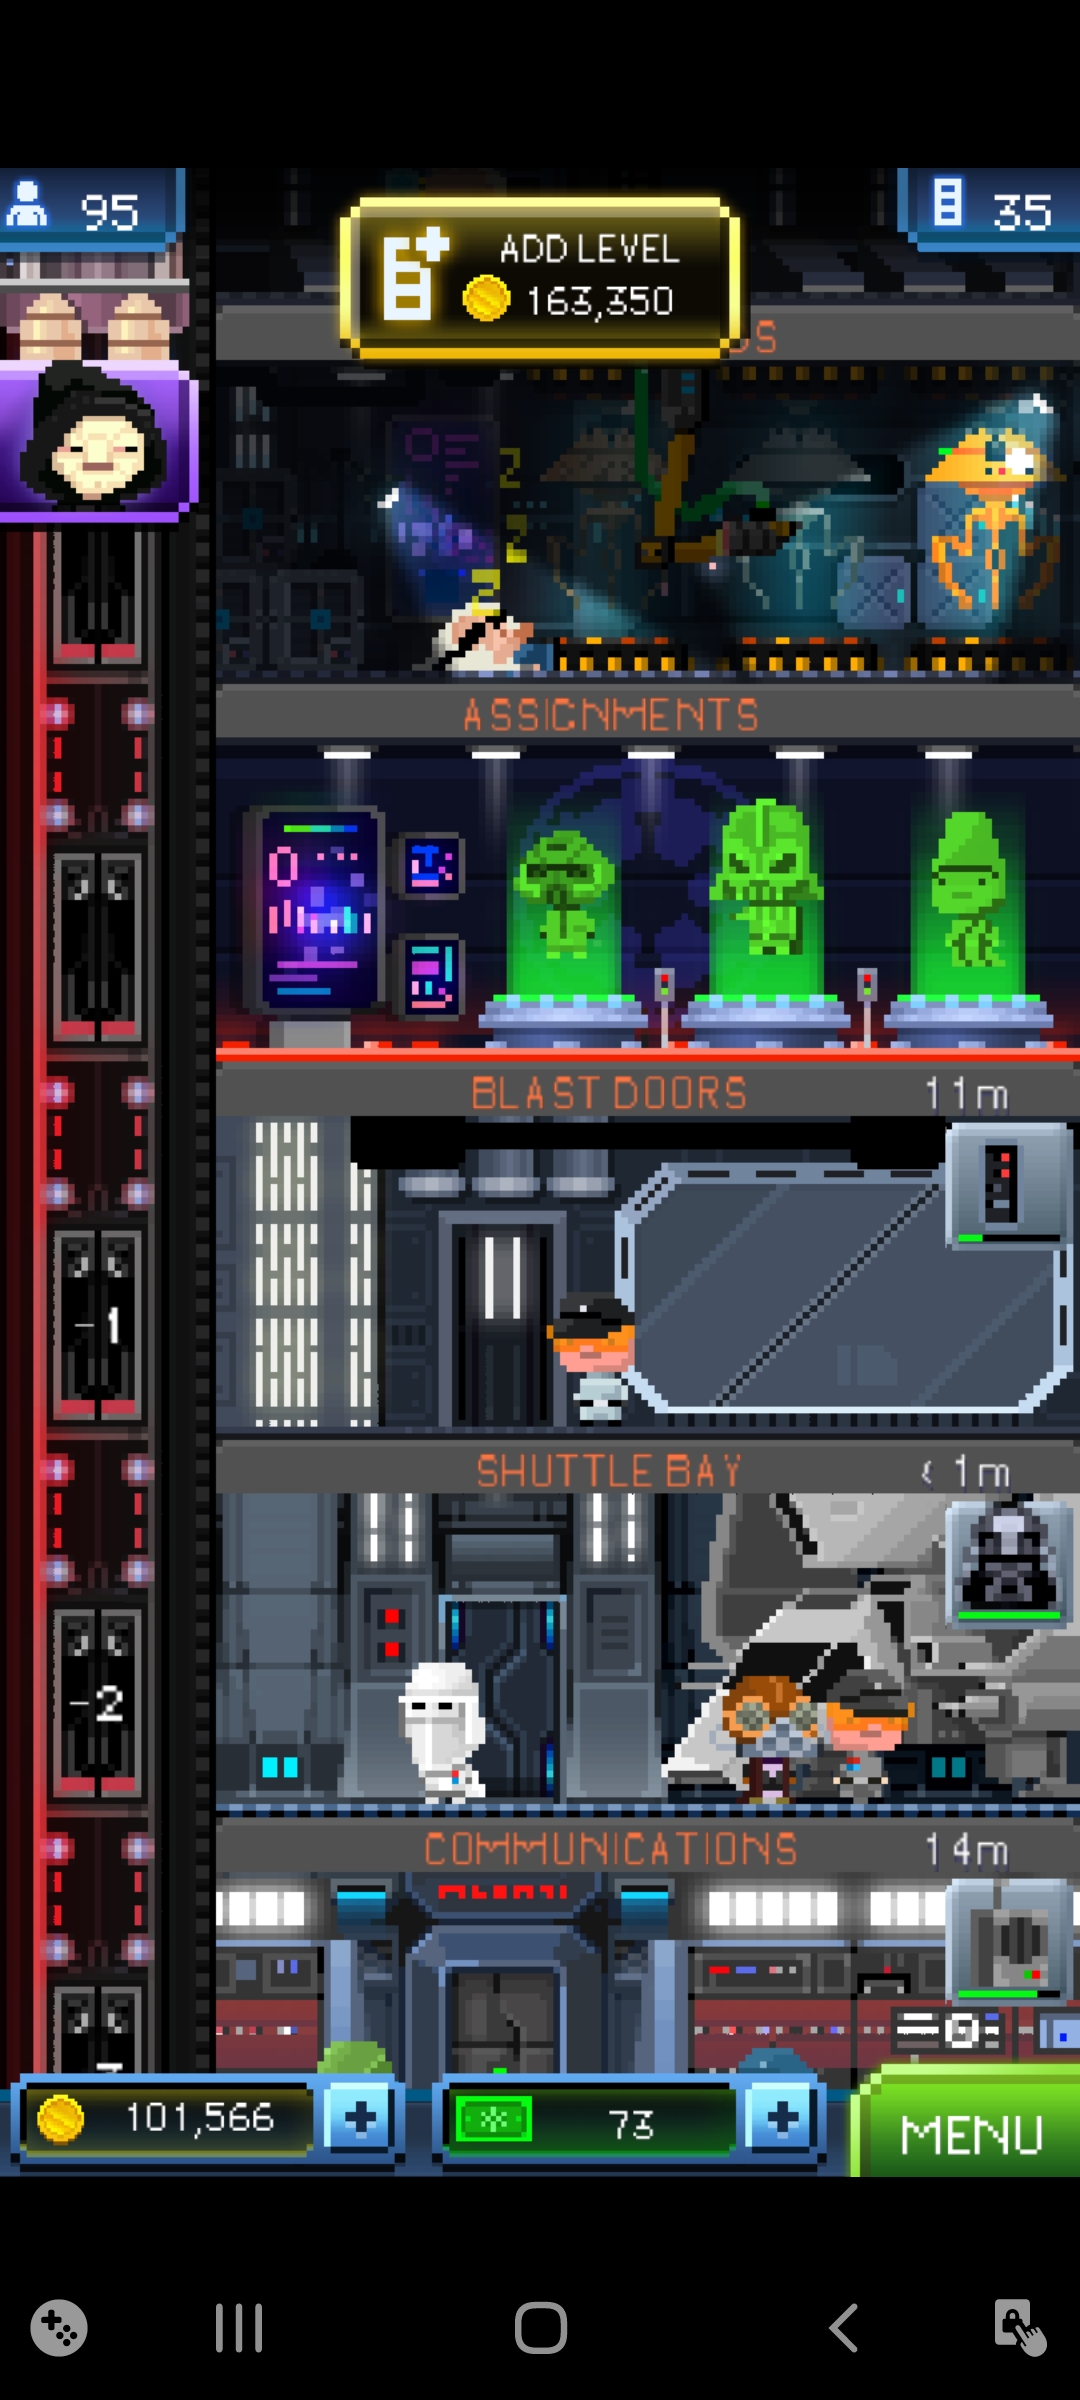 95
ADD LEVEL
163,350
35
ASSIGNMENTS
BLAST DOORS 11m
-1
SHUTTLE BAY < 1m
-2
COMMUNICATIONS 14m
101,566
73
MENU